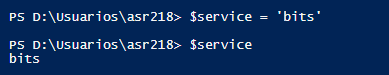 PS D:\Usuarios\asr218> $service = 'bits'
PS D:\Usuarios\asr218> $service
bits